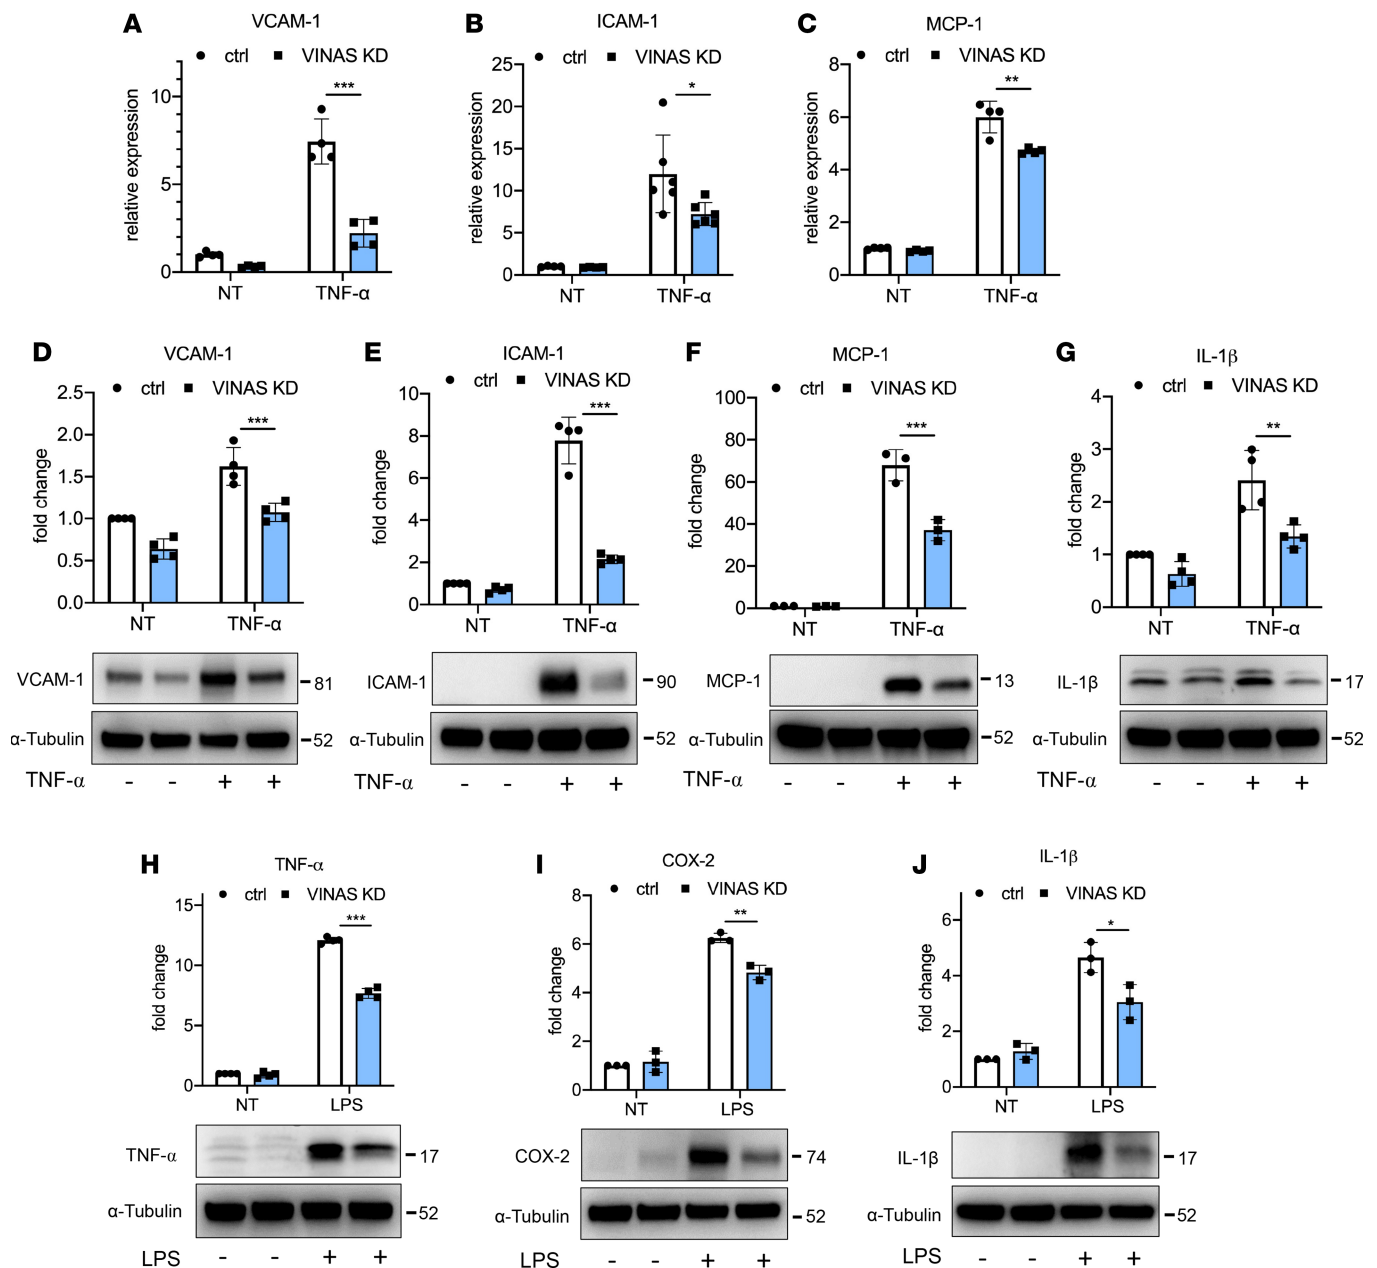 A
VCAM-1
ctrl VINAS KD
relative expression
10
5
0
***
NT TNF-α
B
ICAM-1
ctrl VINAS KD
relative expression
25
20
15
10
5
0
*
NT TNF-α
C
MCP-1
ctrl VINAS KD
relative expression
8
6
4
2
0
**
NT TNF-α
D
VCAM-1
ctrl VINAS KD
fold change
2.5
2.0
1.5
1.0
0.5
0.0
***
NT TNF-α
VCAM-1 81
α-Tubulin 52
TNF-α - - + +
E
ICAM-1
ctrl VINAS KD
fold change
10
8
6
4
2
0
***
NT TNF-α
ICAM-1 90
α-Tubulin 52
TNF-α - - + +
F
MCP-1
ctrl VINAS KD
fold change
100
80
60
40
20
0
***
NT TNF-α
MCP-1 13
α-Tubulin 52
TNF-α - - + +
G
IL-1β
ctrl VINAS KD
fold change
4
3
2
1
0
**
NT TNF-α
IL-1β 17
α-Tubulin 52
TNF-α - - + +
H
TNF-α
ctrl VINAS KD
fold change
15
10
5
0
***
NT LPS
TNF-α 17
α-Tubulin 52
LPS - - + +
I
COX-2
ctrl VINAS KD
fold change
8
6
4
2
0
**
NT LPS
COX-2 74
α-Tubulin 52
LPS - - + +
J
IL-1β
ctrl VINAS KD
fold change
6
4
2
0
*
NT LPS
IL-1β 17
α-Tubulin 52
LPS - - + +